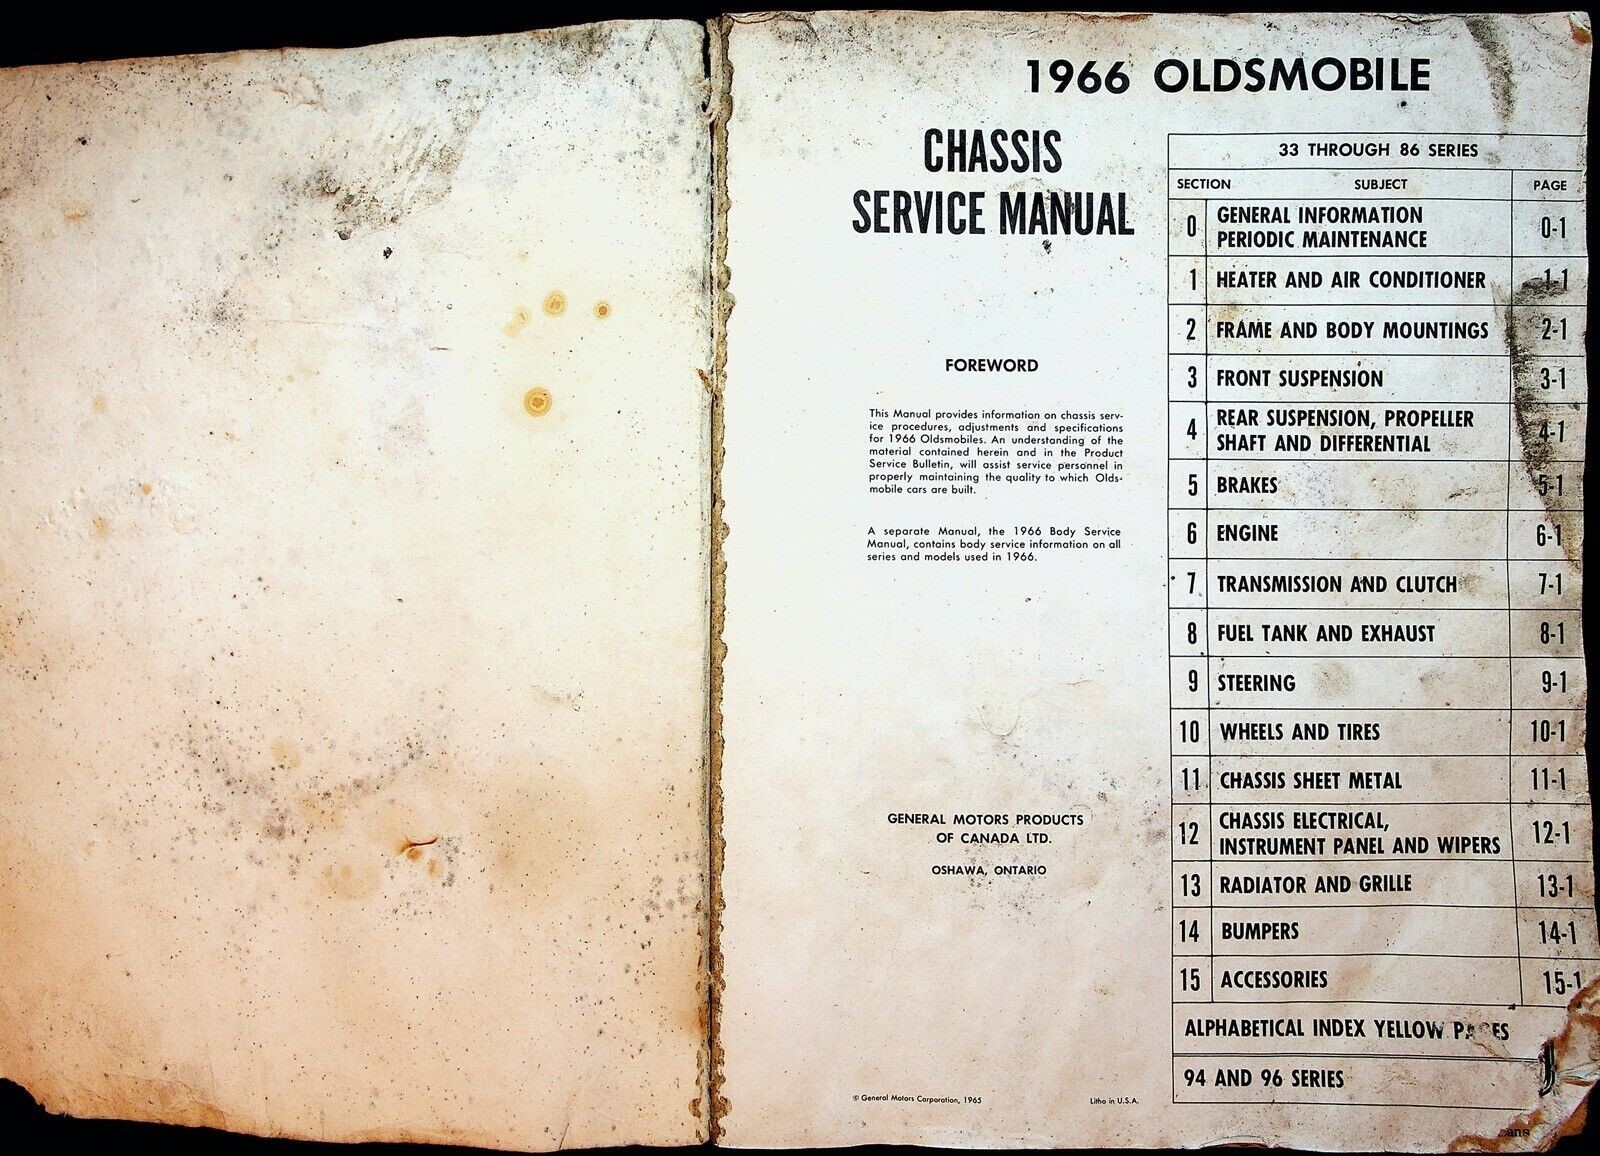 1966 OLDSMOBILE
CHASSIS
SERVICE MANUAL
FOREWORD
This Manual provides information on chassis serv-
ice procedures, adjustments and specifications
for 1966 Oldsmobiles. An understanding of the
material contained herein and in the Product
Service Bulletin, will assist service personnel in
properly maintaining the quality to which Olds-
mobile cars are built.
A separate Manual, the 1966 Body Service
Manual, contains body service information on all
series and models used in 1966.
GENERAL MOTORS PRODUCTS
OF CANADA LTD.
OSHAWA, ONTARIO
© General Motors Corporation, 1965
Litho in U.S.A.
33 THROUGH 86 SERIES
SECTION SUBJECT PAGE
0 GENERAL INFORMATION
PERIODIC MAINTENANCE 0-1
1 HEATER AND AIR CONDITIONER 1-1
2 FRAME AND BODY MOUNTINGS 2-1
3 FRONT SUSPENSION 3-1
4 REAR SUSPENSION, PROPELLER
SHAFT AND DIFFERENTIAL 4-1
5 BRAKES 5-1
6 ENGINE 6-1
7 TRANSMISSION AND CLUTCH 7-1
8 FUEL TANK AND EXHAUST 8-1
9 STEERING 9-1
10 WHEELS AND TIRES 10-1
11 CHASSIS SHEET METAL 11-1
12 CHASSIS ELECTRICAL,
INSTRUMENT PANEL AND WIPERS 12-1
13 RADIATOR AND GRILLE 13-1
14 BUMPERS 14-1
15 ACCESSORIES 15-1
ALPHABETICAL INDEX YELLOW PAGES
94 AND 96 SERIES